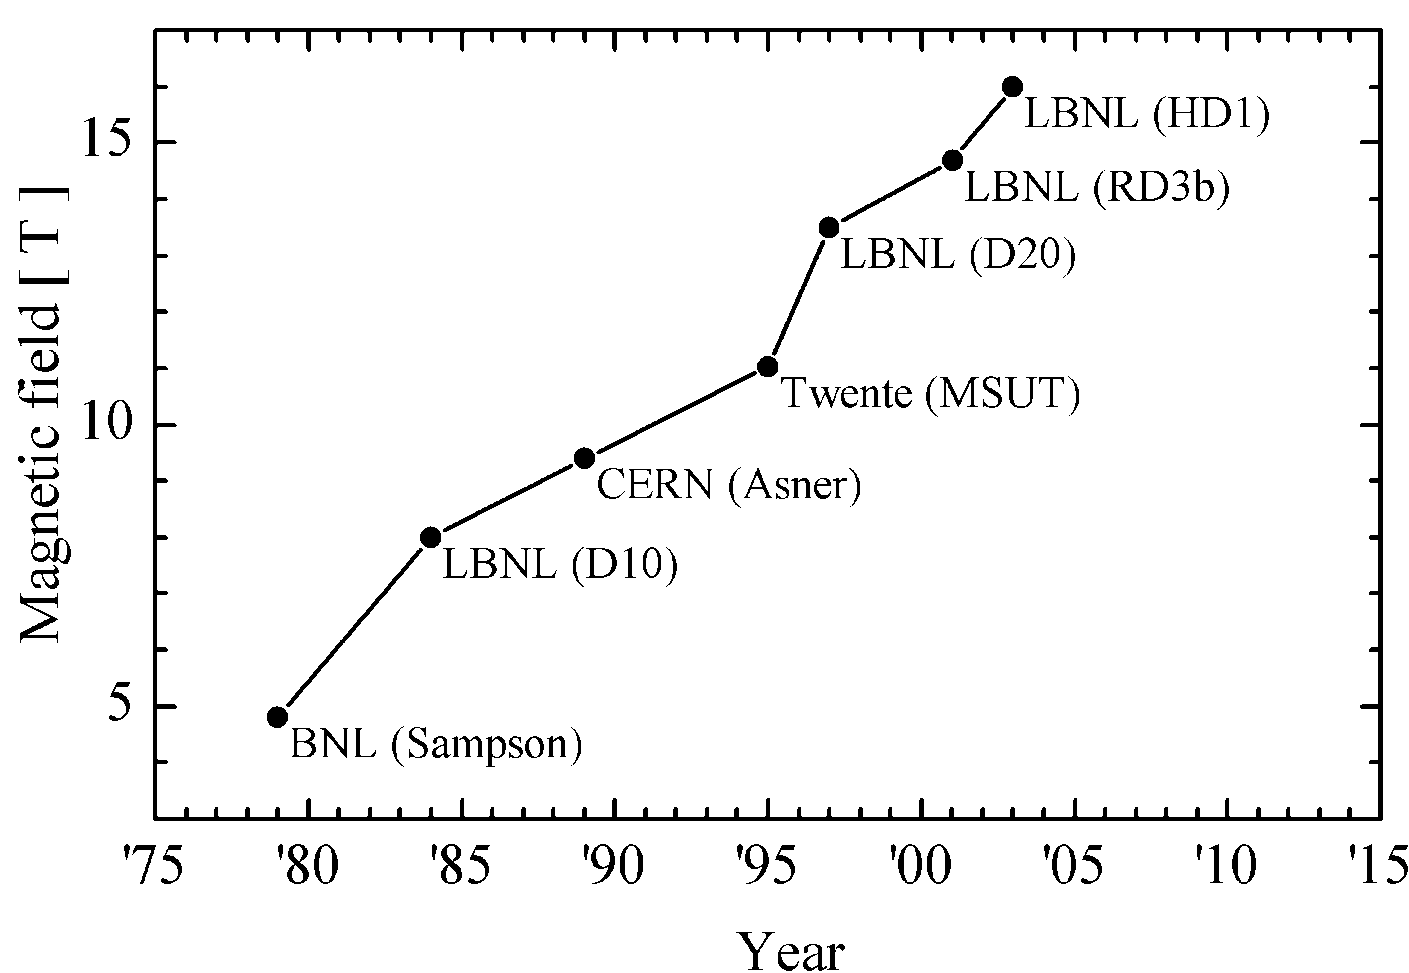 LBNL (HD1)
15
LBNL (RD3b)
LBNL (D20)
Magnetic field [ T ]
Twente (MSUT)
10
CERN (Asner)
LBNL (D10)
5
BNL (Sampson)
'75 '80 '85 '90 '95 '00 '05 '10 '15
Year